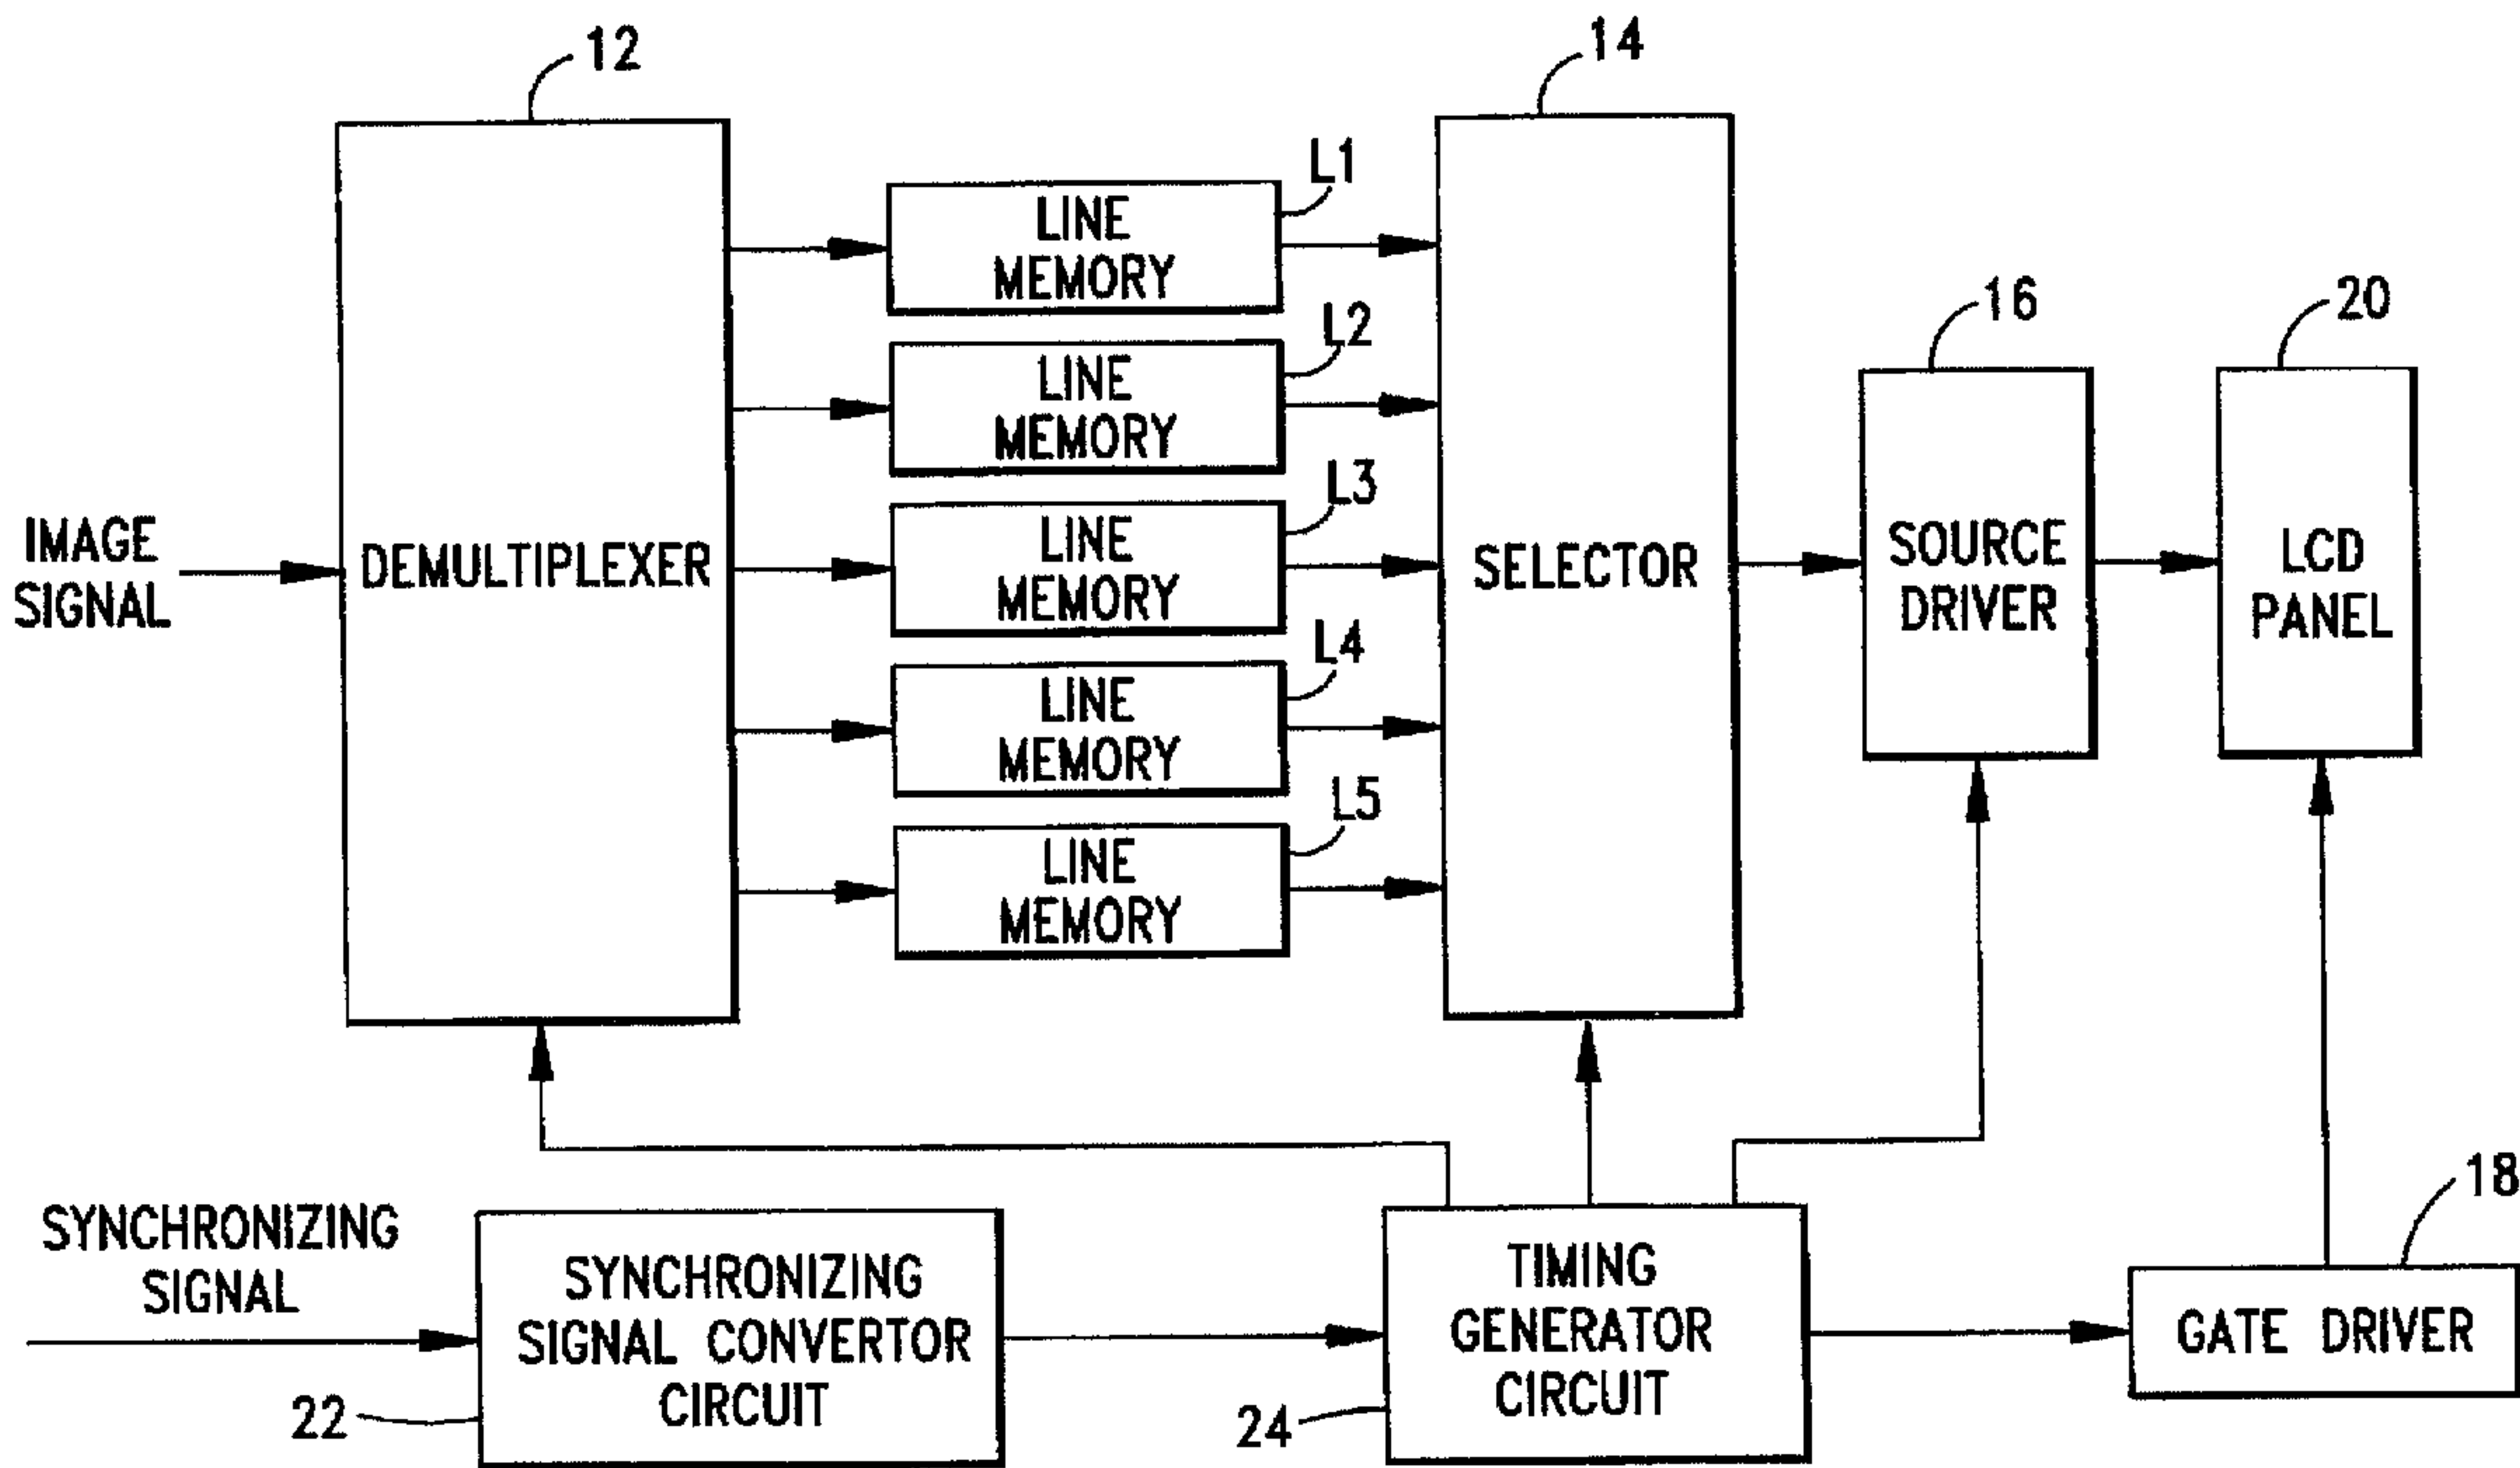 12
14
L1
LINE
MEMORY
L2
LINE
MEMORY
16
20
L3
LINE
MEMORY
IMAGE
SIGNAL
DEMULTIPLEXER
SELECTOR
SOURCE
DRIVER
LCD
PANEL
L4
LINE
MEMORY
L5
LINE
MEMORY
18
SYNCHRONIZING
SIGNAL
SYNCHRONIZING
SIGNAL CONVERTOR
CIRCUIT
22
TIMING
GENERATOR
CIRCUIT
24
GATE DRIVER